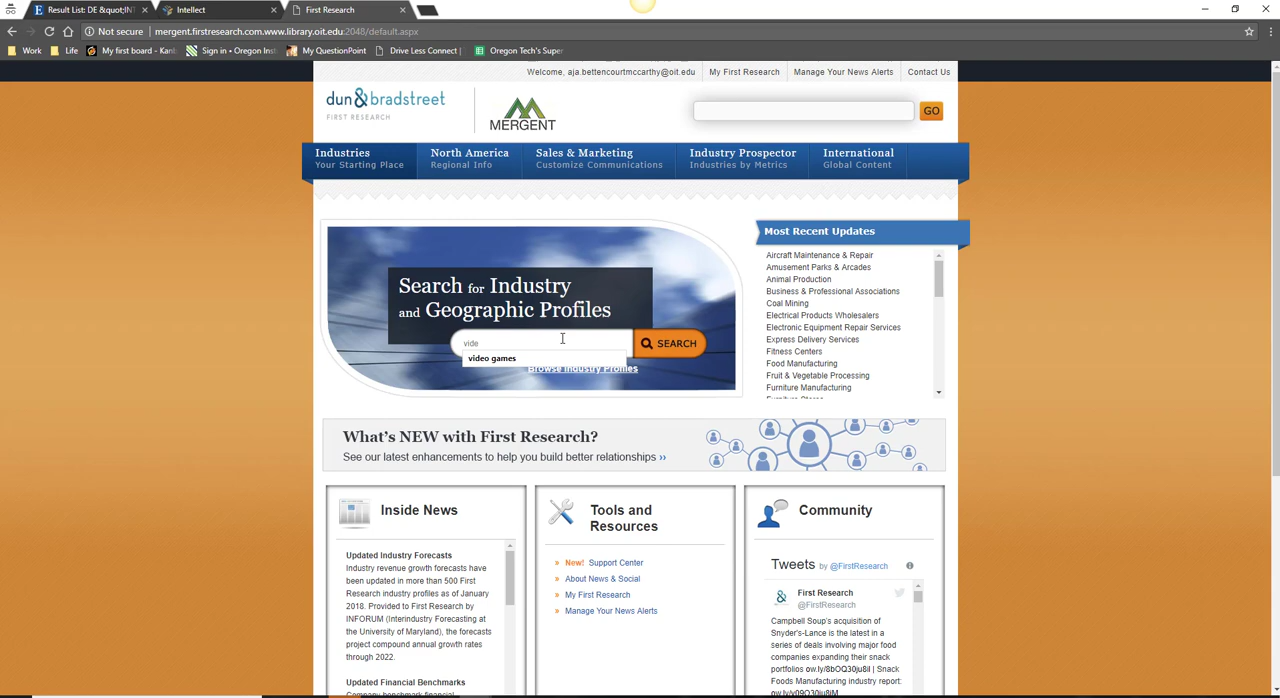 Result List: DE &quot;INT
Intellect
First Research
Not secure | mergent.firstresearch.com.www.library.oit.edu:2048/default.aspx
Work
Life
My first board - Kan
Sign in • Oregon Inst
My QuestionPoint
Drive Less Connect |
Oregon Tech's Super
Welcome, aja.bettencourtmccarthy@oit.edu
My First Research
Manage Your News Alerts
Contact Us
dun&bradstreet
FIRST RESEARCH
MERGENT
GO
Industries
Your Starting Place
North America
Regional Info
Sales & Marketing
Customize Communications
Industry Prospector
Industries by Metrics
International
Global Content
Search for Industry
and Geographic Profiles
vide
SEARCH
video games
Browse Industry Profiles
Most Recent Updates
Aircraft Maintenance & Repair
Amusement Parks & Arcades
Animal Production
Business & Professional Associations
Coal Mining
Electrical Products Wholesalers
Electronic Equipment Repair Services
Express Delivery Services
Fitness Centers
Food Manufacturing
Fruit & Vegetable Processing
Furniture Manufacturing
Furniture Stores
What's NEW with First Research?
See our latest enhancements to help you build better relationships ››
Inside News
Updated Industry Forecasts
Industry revenue growth forecasts have
been updated in more than 500 First
Research industry profiles as of January
2018. Provided to First Research by
INFORUM (Interindustry Forecasting at
the University of Maryland), the forecasts
project compound annual growth rates
through 2022.
Updated Financial Benchmarks
Company benchmark financial
Tools and
Resources
» New! Support Center
» About News & Social
» My First Research
» Manage Your News Alerts
Community
Tweets by @FirstResearch
First Research
@FirstResearch
Campbell Soup's acquisition of
Snyder's-Lance is the latest in a
series of deals involving major food
companies expanding their snack
portfolios ow.ly/8bOQ30ju8il | Snack
Foods Manufacturing industry report: